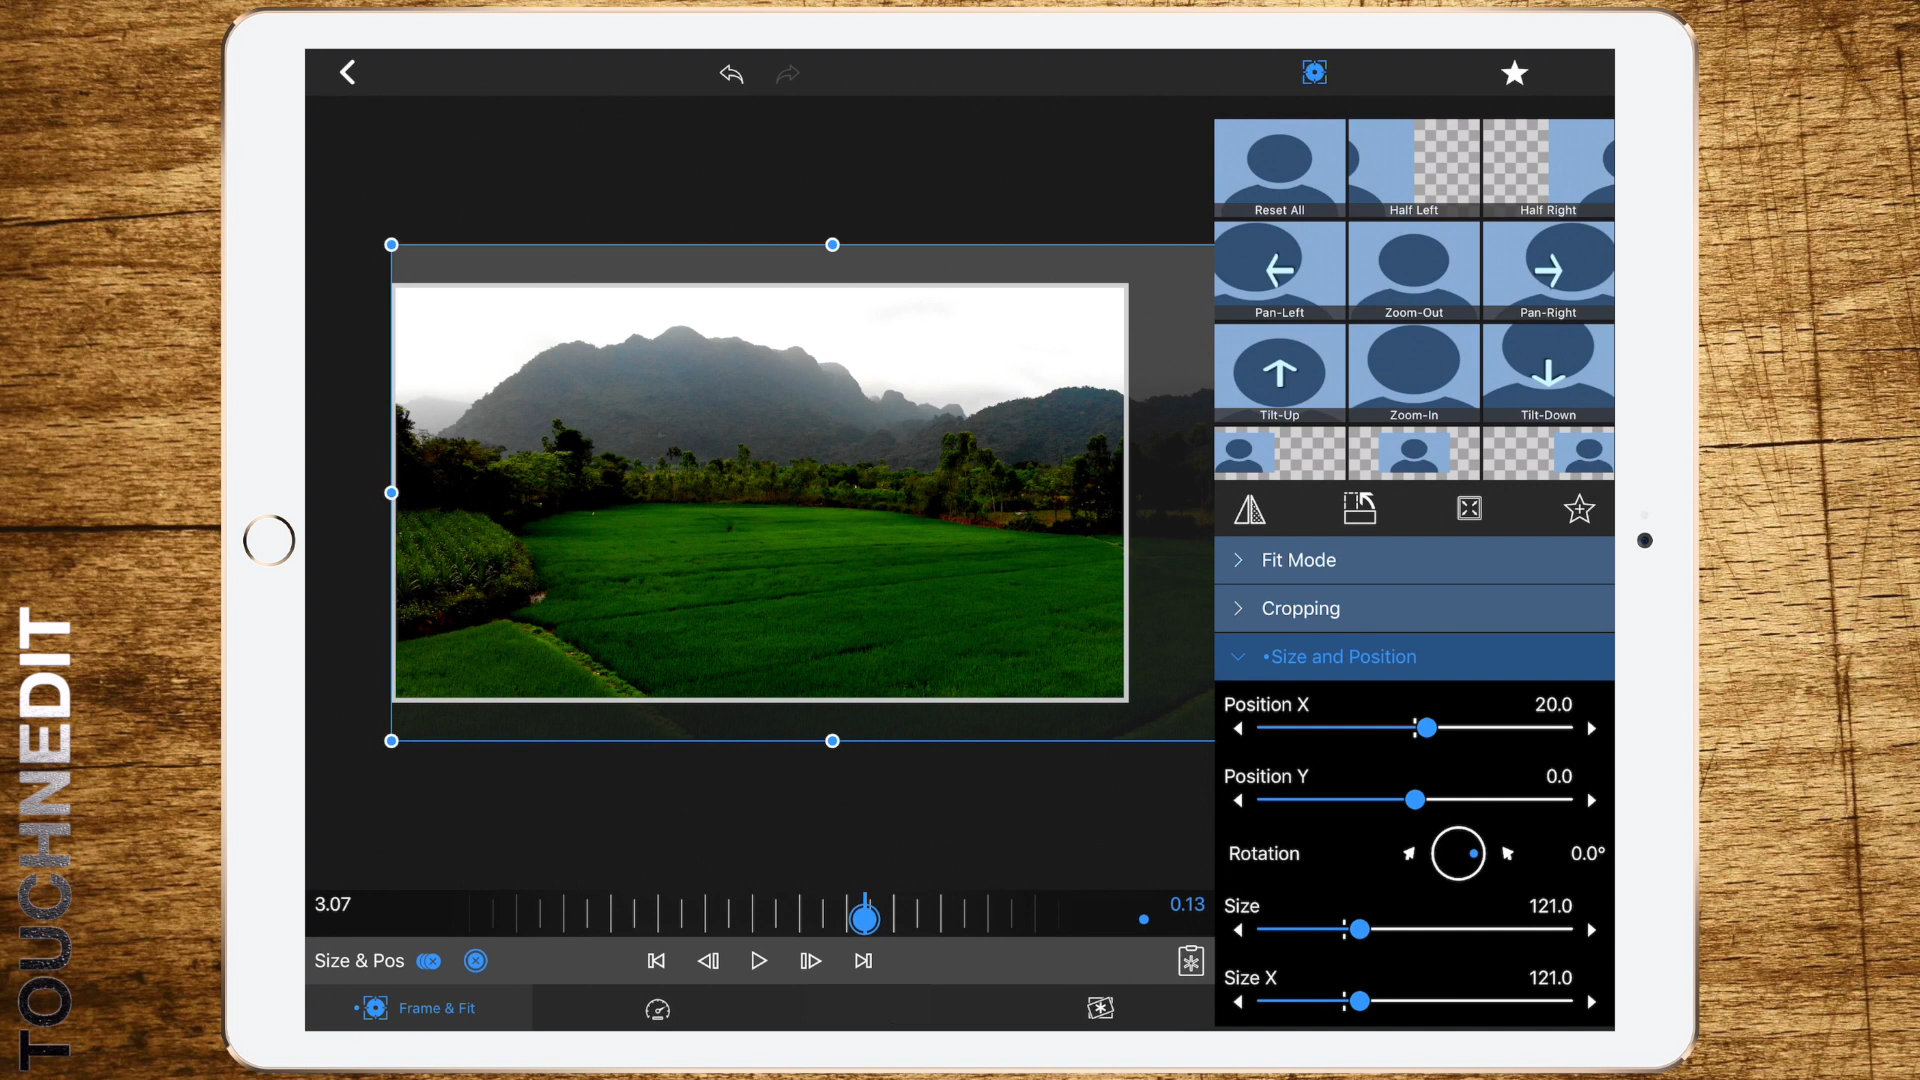 Reset All
Half Left
Half Right
Pan-Left
Zoom-Out
Pan-Right
Tilt-Up
Zoom-In
Tilt-Down
Fit Mode
Cropping
•Size and Position
Position X 20.0
Position Y 0.0
Rotation 0.0°
Size 121.0
Size X 121.0
3.07
0.13
Size & Pos
Frame & Fit
TOUCHNEDIT